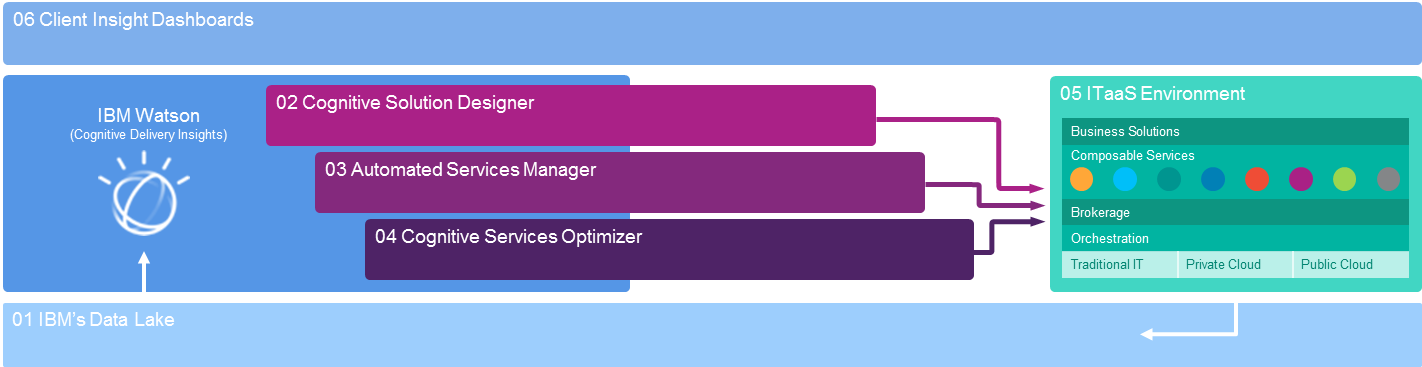 06 Client Insight Dashboards
IBM Watson
(Cognitive Delivery Insights)
02 Cognitive Solution Designer
03 Automated Services Manager
04 Cognitive Services Optimizer
05 ITaaS Environment
Business Solutions
Composable Services
Brokerage
Orchestration
Traditional IT
Private Cloud
Public Cloud
01 IBM’s Data Lake